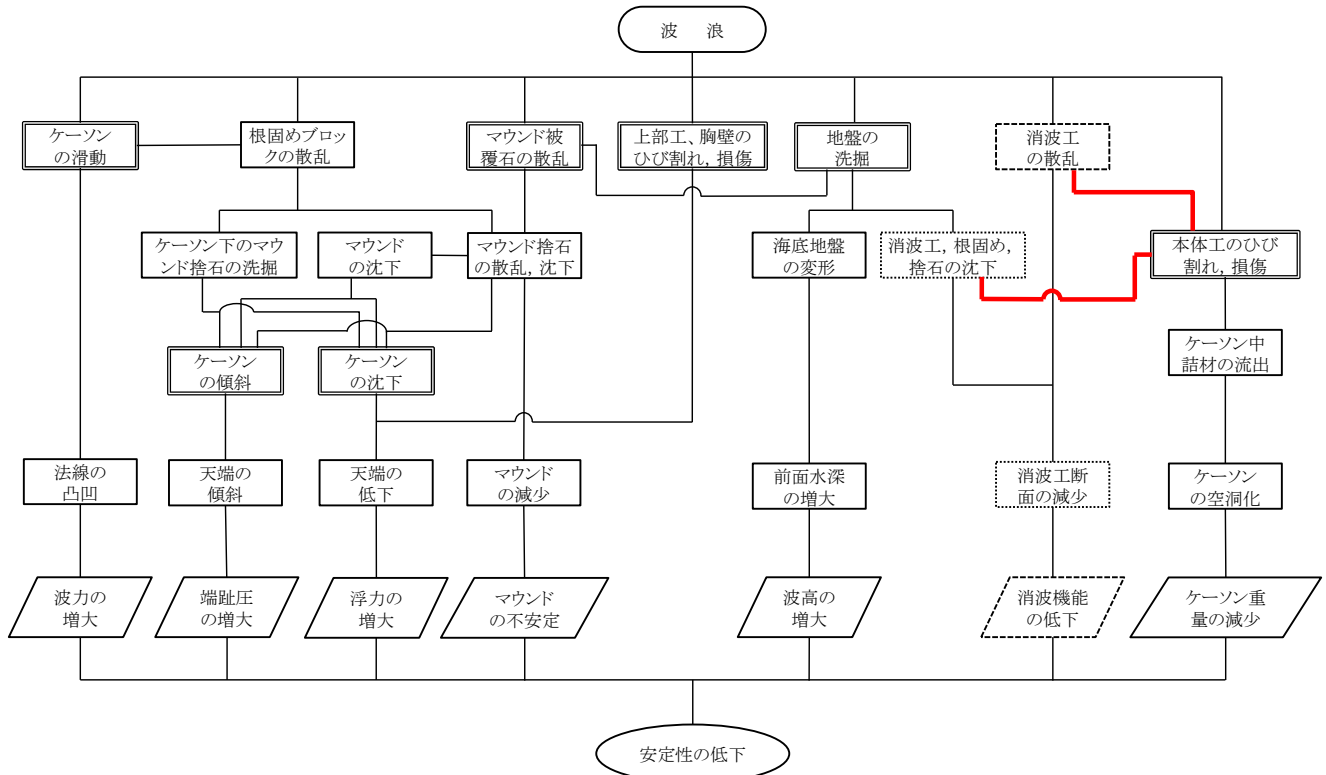 波　浪
ケーソン
の滑動
根固めブロッ
クの散乱
マウンド被
覆石の散乱
上部工、胸壁の
ひび割れ, 損傷
地盤の
洗掘
消波工
の散乱
ケーソン下のマウ
ンド捨石の洗掘
マウンド
の沈下
マウンド捨石
の散乱, 沈下
海底地盤
の変形
消波工, 根固め,
捨石の沈下
本体工のひび
割れ, 損傷
ケーソン
の傾斜
ケーソン
の沈下
ケーソン中
詰材の流出
法線の
凸凹
天端の
傾斜
天端の
低下
マウンド
の減少
前面水深
の増大
消波工断
面の減少
ケーソン
の空洞化
波力の
増大
端趾圧
の増大
浮力の
増大
マウンド
の不安定
波高の
増大
消波機能
の低下
ケーソン重
量の減少
安定性の低下